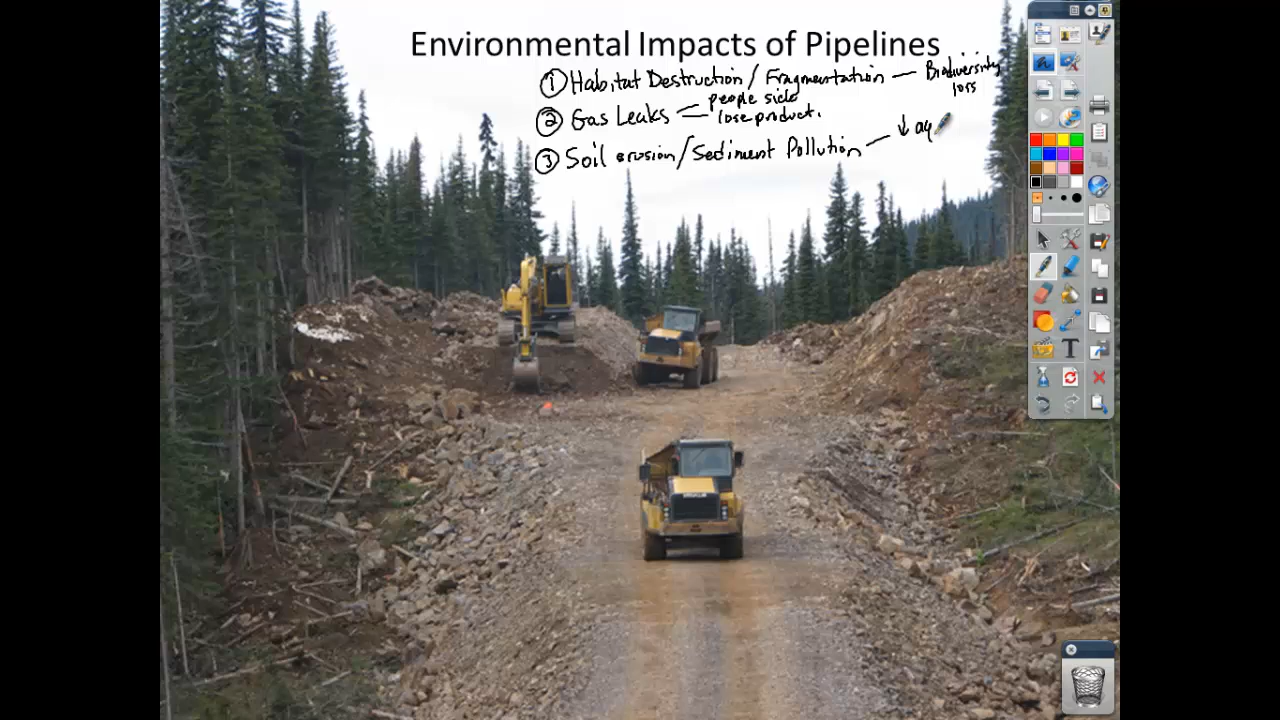 Environmental Impacts of Pipelines
① Habitat Destruction / Fragmentation — Biodiversity loss
② Gas Leaks — people sick lose product.
③ Soil erosion / Sediment Pollution — ↓ aq